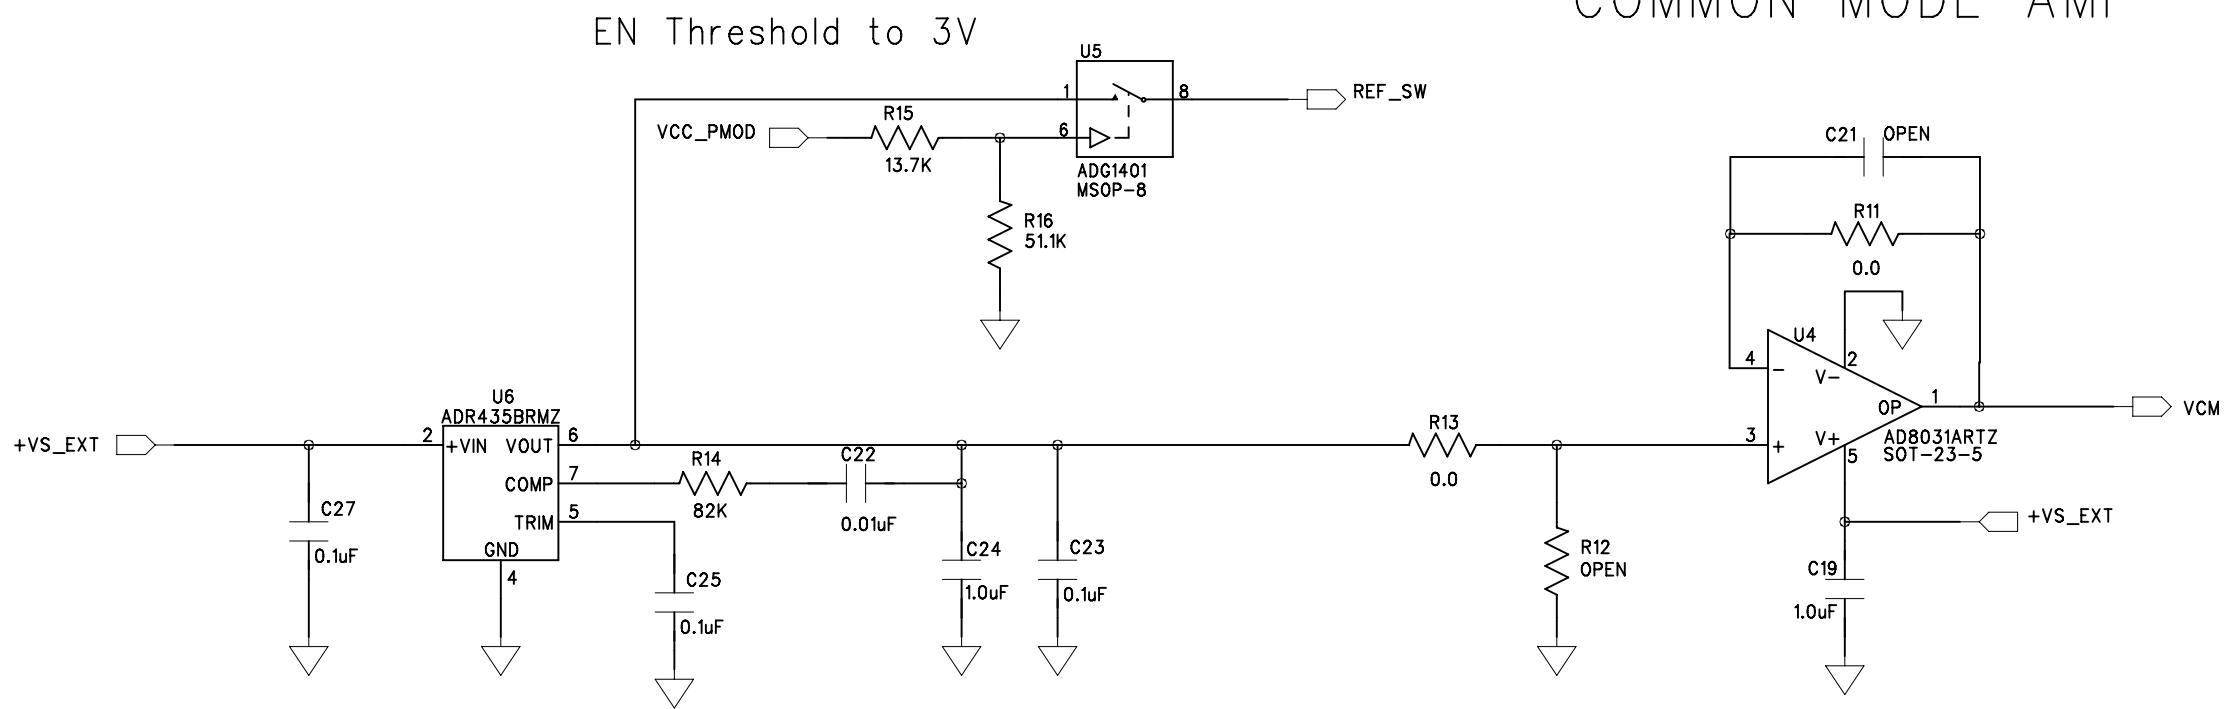 COMMON MODE AMP
EN Threshold to 3V
U5
1
8
REF_SW
VCC_PMOD
R15
13.7K
6
ADG1401
MSOP-8
R16
51.1K
C21
OPEN
R11
0.0
U4
4
-
2
V-
OP
1
VCM
3
+
V+
5
AD8031ARTZ
SOT-23-5
+VS_EXT
C19
1.0uF
U6
ADR435BRMZ
+VS_EXT
2
+VIN
VOUT
6
COMP
7
TRIM
5
GND
4
R14
82K
C22
0.01uF
R13
0.0
C27
0.1uF
C25
0.1uF
C24
1.0uF
C23
0.1uF
R12
OPEN